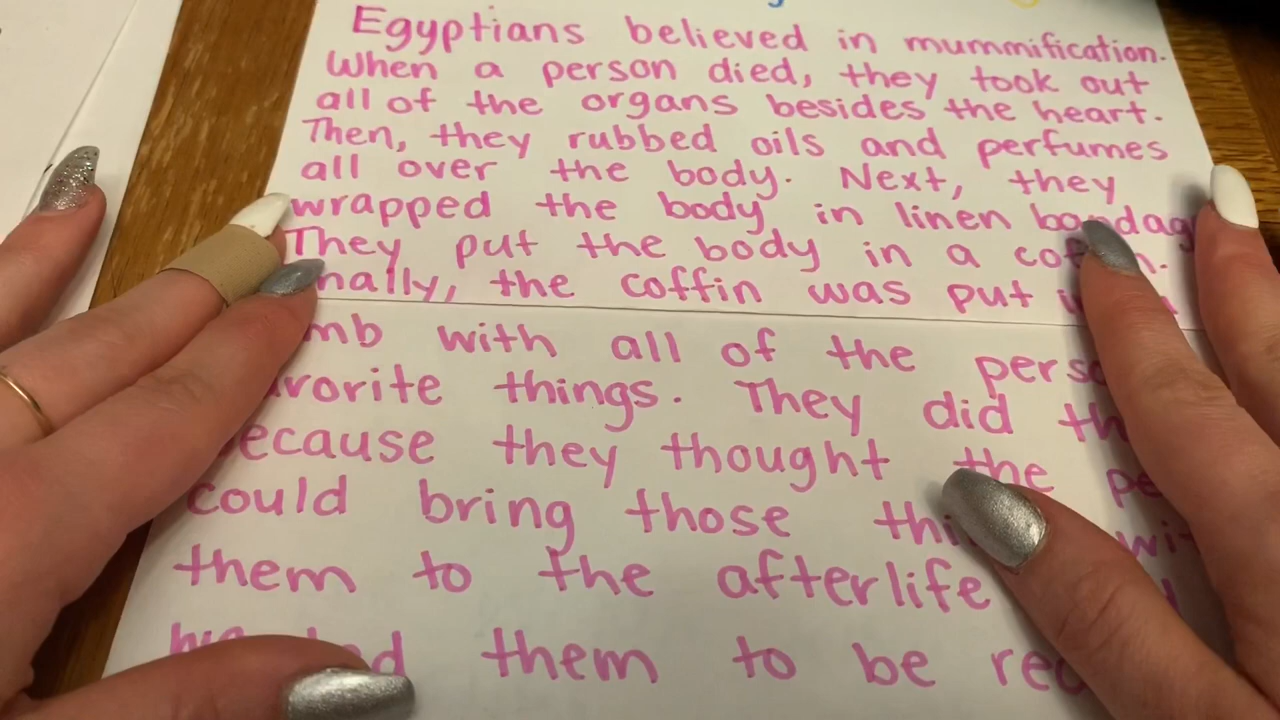 Egyptians believed in mummification.
When a person died, they took out
all of the organs besides the heart.
Then, they rubbed oils and perfumes
all over the body. Next, they
wrapped the body in linen
They put the body in a
the coffin was put
with all of the
things. They did
they thought the
could bring those
them to the afterlife
them to be